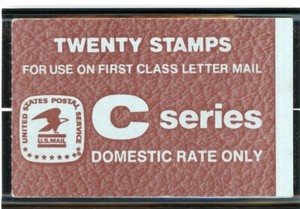 TWENTY STAMPS
FOR USE ON FIRST CLASS LETTER MAIL
UNITED STATES POSTAL SERVICE
U.S. MAIL
C series
DOMESTIC RATE ONLY